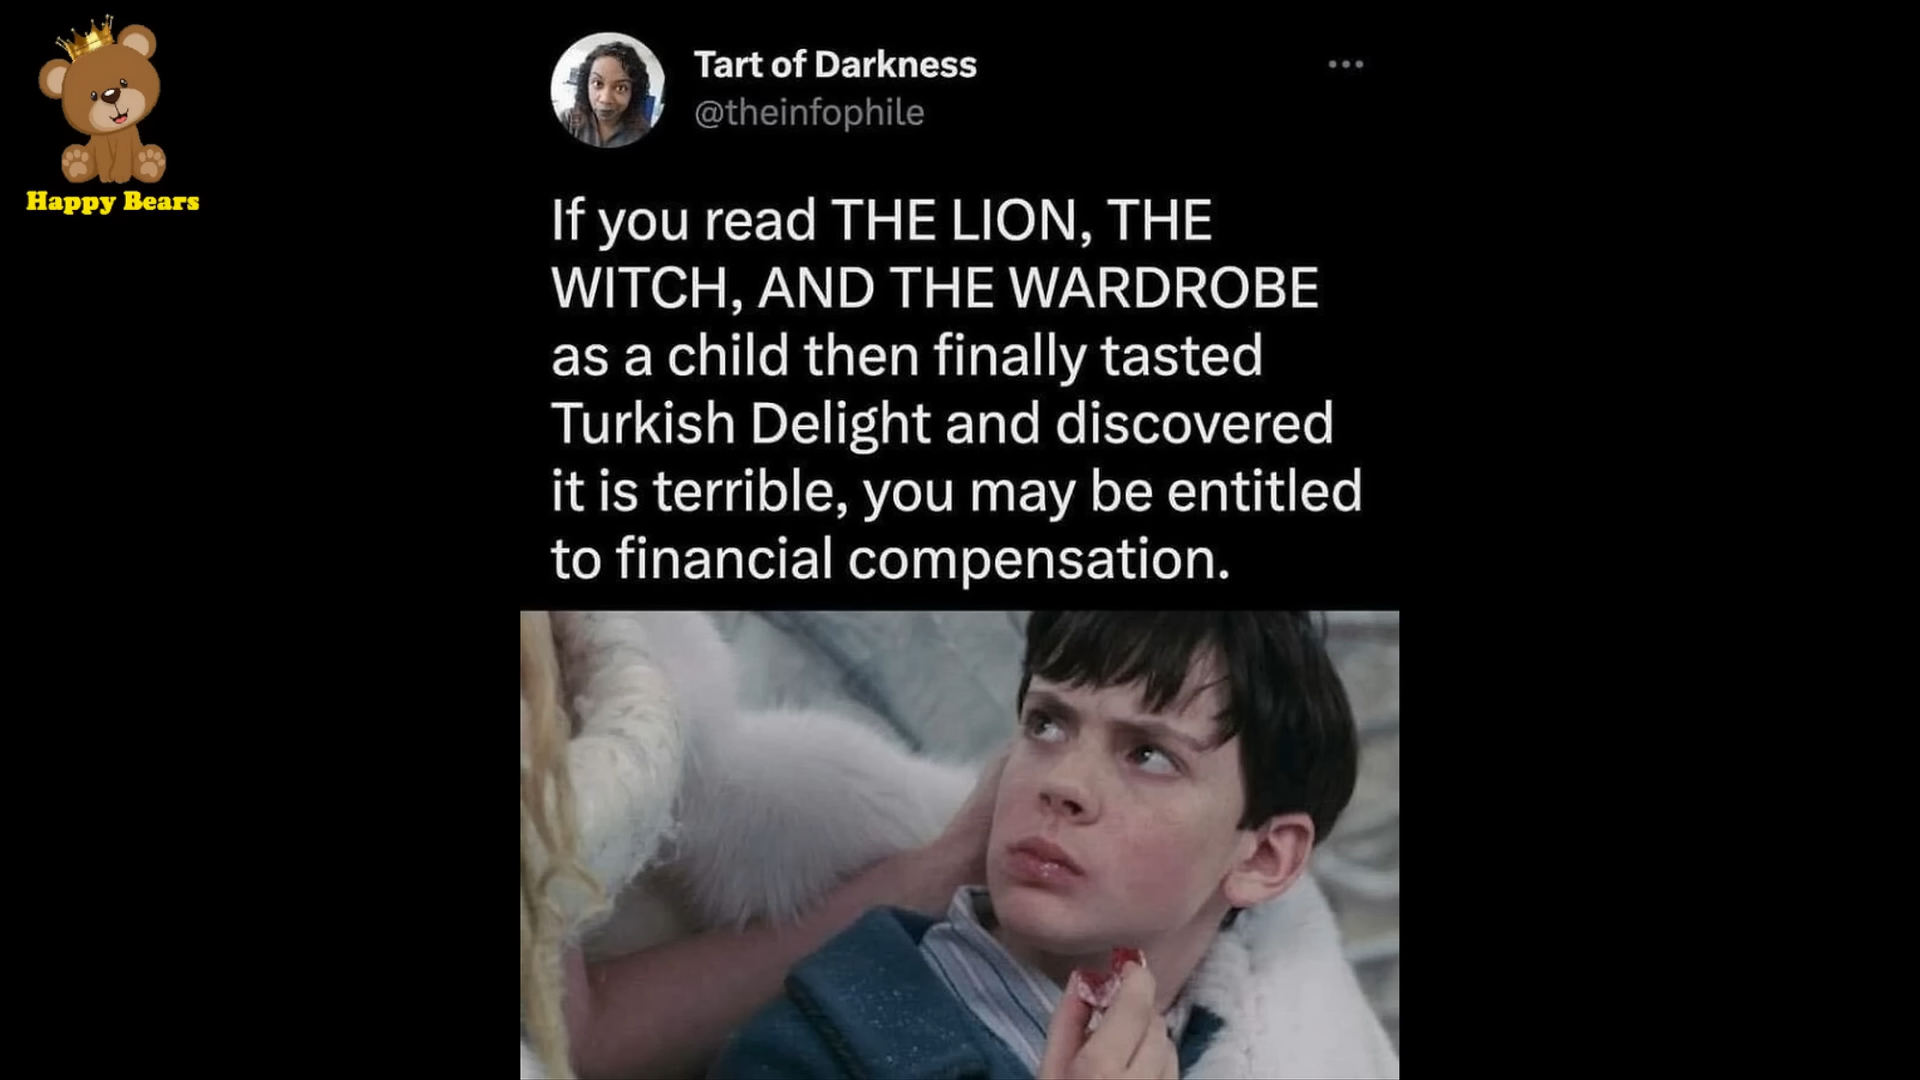 Happy Bears
Tart of Darkness
@theinfophile
If you read THE LION, THE
WITCH, AND THE WARDROBE
as a child then finally tasted
Turkish Delight and discovered
it is terrible, you may be entitled
to financial compensation.